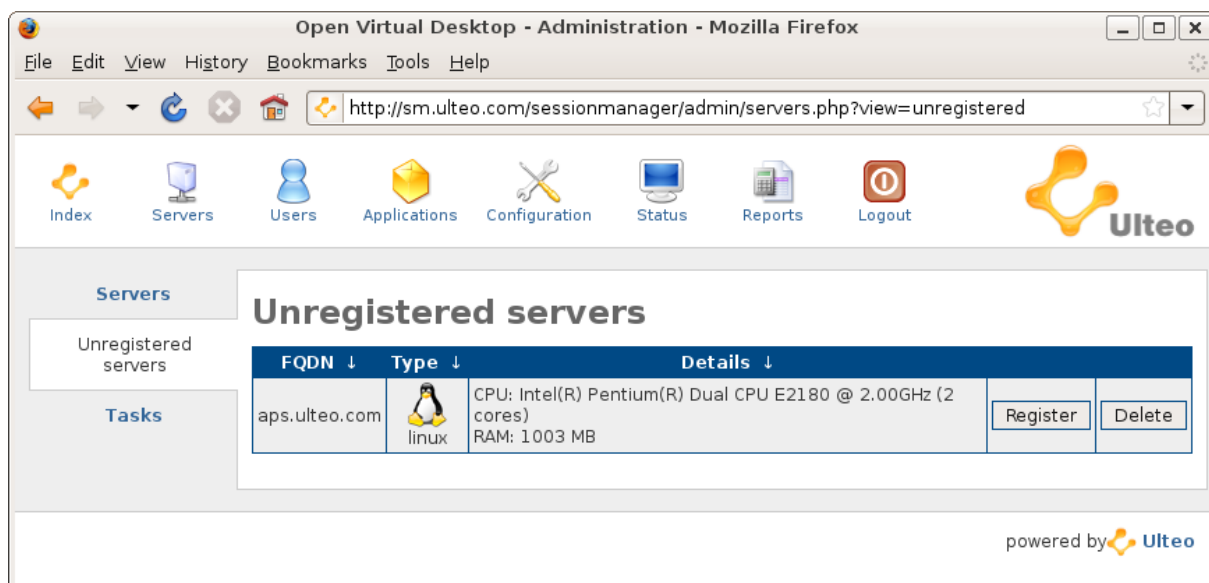 Open Virtual Desktop - Administration - Mozilla Firefox
File Edit View History Bookmarks Tools Help
http://sm.ulteo.com/sessionmanager/admin/servers.php?view=unregistered
Index Servers Users Applications Configuration Status Reports Logout
Ulteo
Servers
Unregistered
servers
Tasks
Unregistered servers
FQDN ↓ Type ↓ Details ↓
aps.ulteo.com
linux
CPU: Intel(R) Pentium(R) Dual CPU E2180 @ 2.00GHz (2
cores)
RAM: 1003 MB
Register Delete
powered by Ulteo